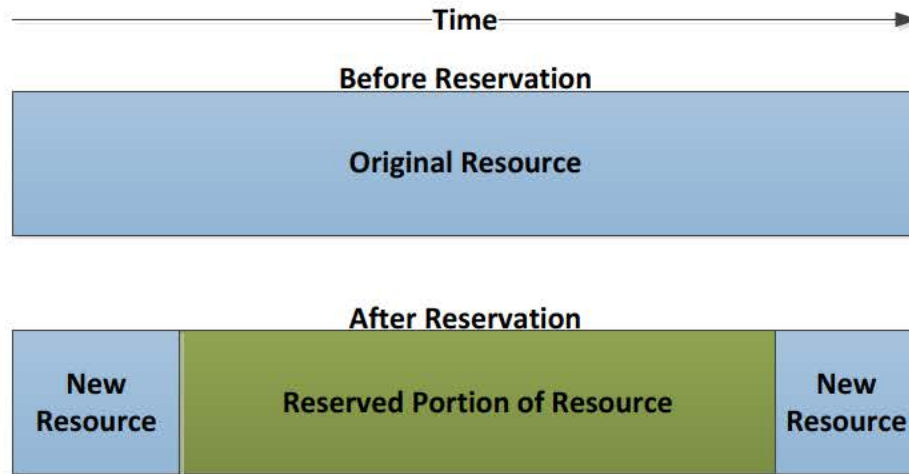 Time
Before Reservation
Original Resource
After Reservation
New
Resource
Reserved Portion of Resource
New
Resource